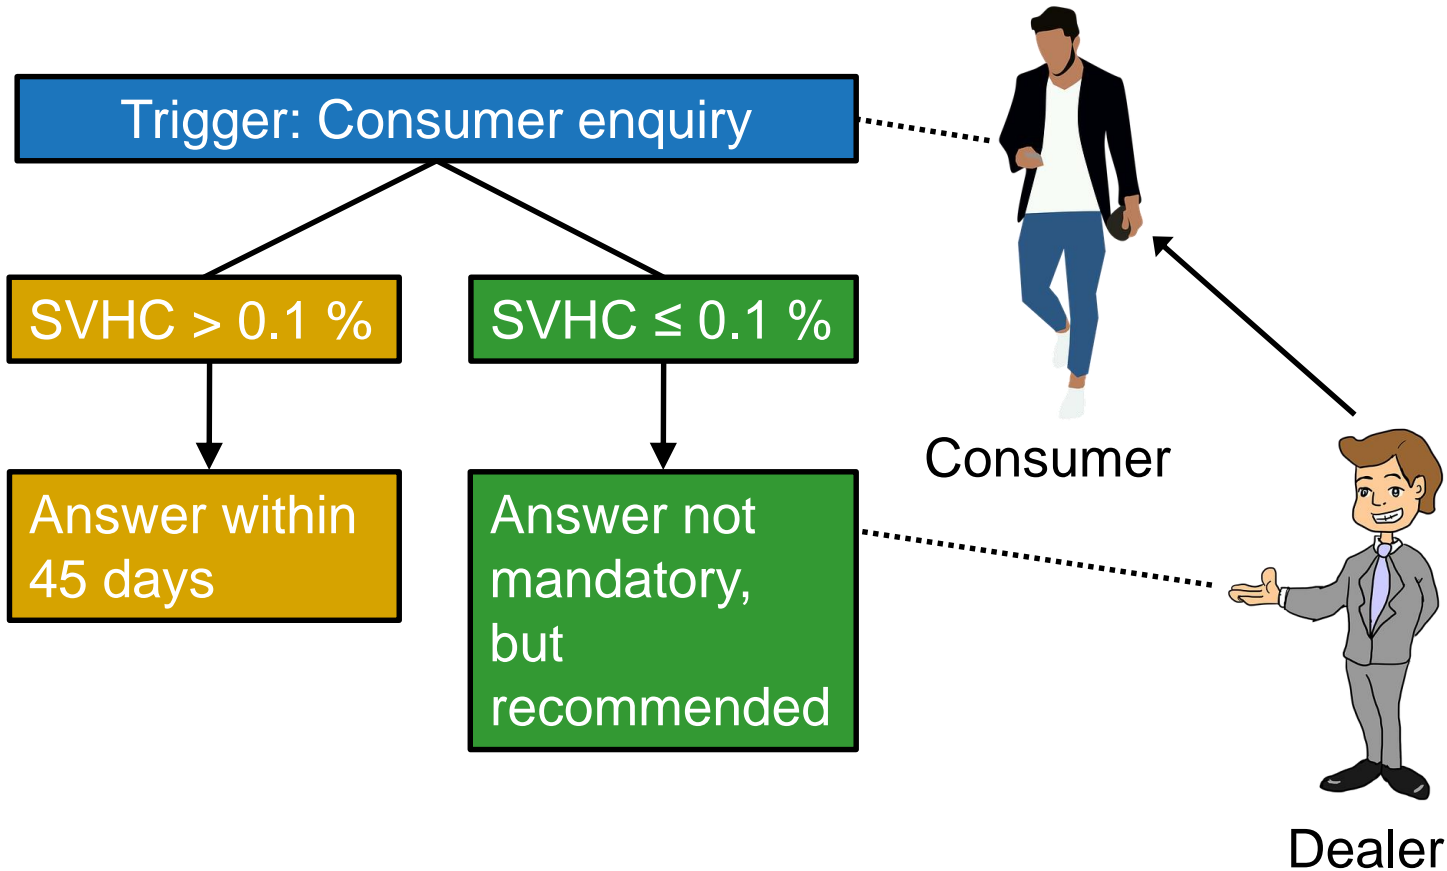 Trigger: Consumer enquiry
SVHC > 0.1 %
SVHC ≤ 0.1 %
Answer within
45 days
Answer not
mandatory,
but
recommended
Consumer
Dealer